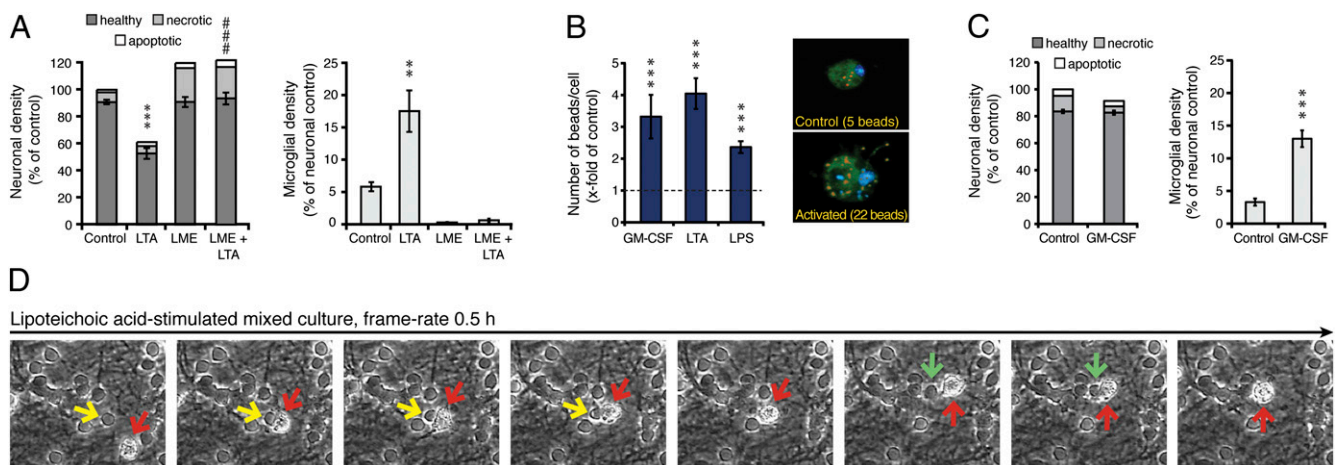 A
healthy
necrotic
apoptotic
###
***
Neuronal density
(% of control)
120
100
80
60
40
20
0
Control
LTA
LME
LME +
LTA
**
Microglial density
(% of neuronal control)
25
20
15
10
5
0
Control
LTA
LME
LME +
LTA
B
***
***
***
Number of beads/cell
(x-fold of control)
6
5
4
3
2
1
0
GM-CSF
LTA
LPS
Control (5 beads)
Activated (22 beads)
C
healthy
necrotic
apoptotic
Neuronal density
(% of control)
120
100
80
60
40
20
0
Control
GM-CSF
***
Microglial density
(% of neuronal control)
25
20
15
10
5
0
Control
GM-CSF
D
Lipoteichoic acid-stimulated mixed culture, frame-rate 0.5 h